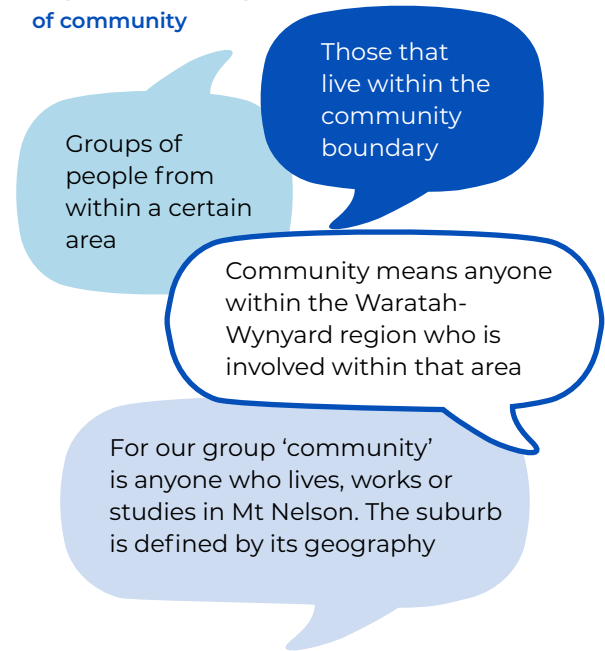 of community
Those that
live within the
community
boundary
Groups of
people from
within a certain
area
Community means anyone
within the Waratah-
Wynyard region who is
involved within that area
For our group ‘community’
is anyone who lives, works or
studies in Mt Nelson. The suburb
is defined by its geography